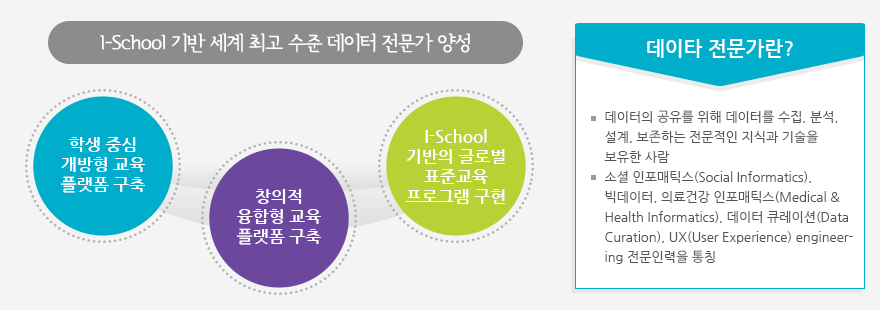 I-School 기반 세계 최고 수준 데이터 전문가 양성
학생 중심
개방형 교육
플랫폼 구축
창의적
융합형 교육
플랫폼 구축
I-School
기반의 글로벌
표준교육
프로그램 구현
데이타 전문가란?
데이터의 공유를 위해 데이터를 수집, 분석,
설계, 보존하는 전문적인 지식과 기술을
보유한 사람
소셜 인포매틱스(Social Informatics),
빅데이터, 의료건강 인포매틱스(Medical &
Health Informatics), 데이터 큐레이션(Data
Curation), UX(User Experience) engineer-
ing 전문인력을 통칭